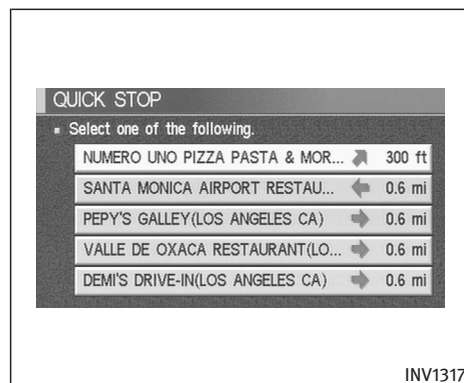 QUICK STOP
Select one of the following.
NUMERO UNO PIZZA PASTA & MOR... 300 ft
SANTA MONICA AIRPORT RESTAU... 0.6 mi
PEPY'S GALLEY(LOS ANGELES CA) 0.6 mi
VALLE DE OXACA RESTAURANT(LO... 0.6 mi
DEMI'S DRIVE-IN(LOS ANGELES CA) 0.6 mi
INV1317